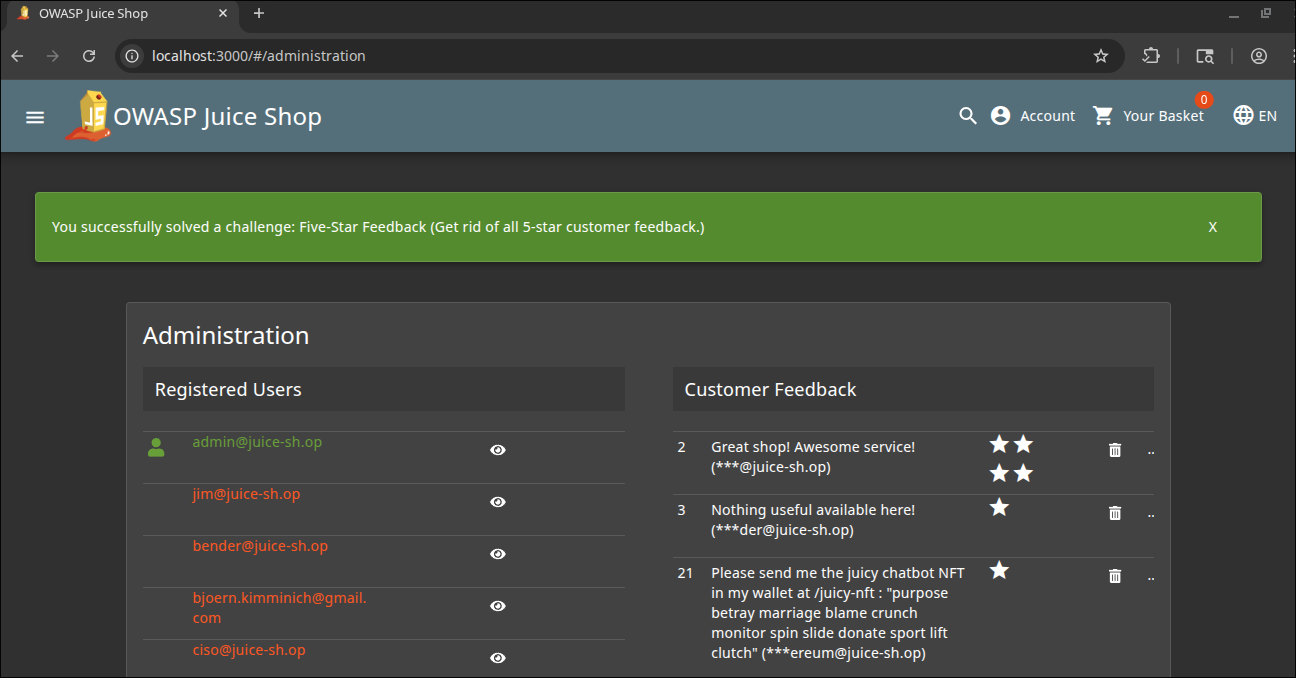 OWASP Juice Shop
localhost:3000/#/administration
OWASP Juice Shop
Account
Your Basket
0
EN
You successfully solved a challenge: Five-Star Feedback (Get rid of all 5-star customer feedback.)
X
Administration
Registered Users
admin@juice-sh.op
jim@juice-sh.op
bender@juice-sh.op
bjoern.kimminich@gmail.
com
ciso@juice-sh.op
Customer Feedback
2
Great shop! Awesome service!
(***@juice-sh.op)
..
3
Nothing useful available here!
(***der@juice-sh.op)
..
21
Please send me the juicy chatbot NFT
in my wallet at /juicy-nft : "purpose
betray marriage blame crunch
monitor spin slide donate sport lift
clutch" (***ereum@juice-sh.op)
..